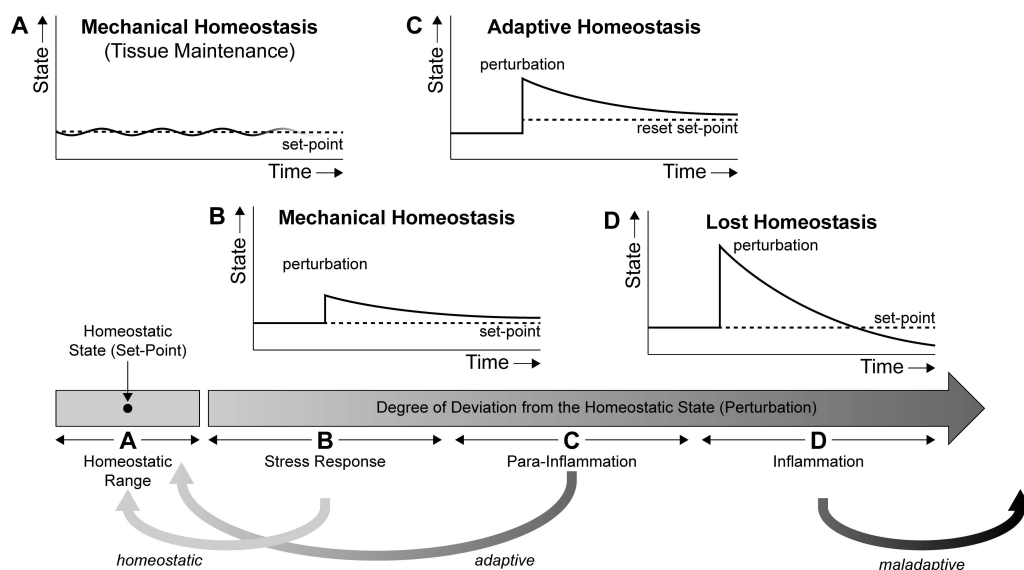 A
Mechanical Homeostasis
(Tissue Maintenance)
State
set-point
Time
C
Adaptive Homeostasis
State
perturbation
reset set-point
Time
B
Mechanical Homeostasis
State
perturbation
set-point
Time
D
Lost Homeostasis
State
perturbation
set-point
Time
Homeostatic
State (Set-Point)
Degree of Deviation from the Homeostatic State (Perturbation)
A
Homeostatic
Range
B
Stress Response
C
Para-Inflammation
D
Inflammation
homeostatic
adaptive
maladaptive